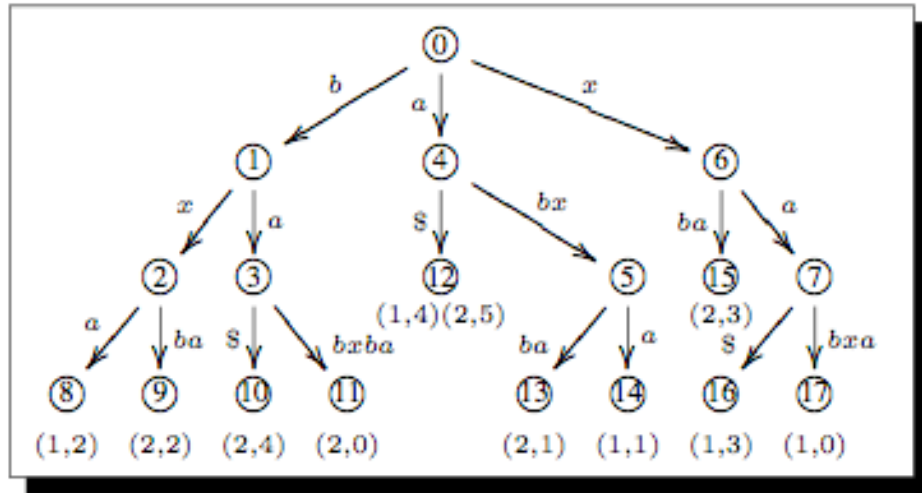 0
b a x
1 4 6
x a $ bx ba a
2 3 12 5 15 7
(1,4)(2,5) (2,3)
a ba $ bxba ba a $ bxa
8 9 10 11 13 14 16 17
(1,2) (2,2) (2,4) (2,0) (2,1) (1,1) (1,3) (1,0)